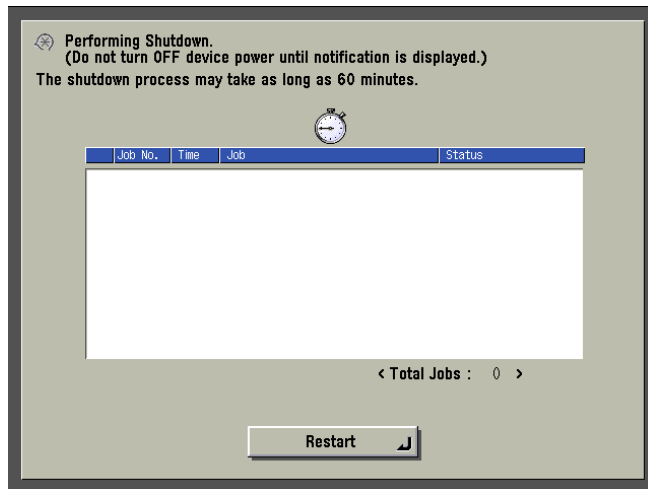 Performing Shutdown.
(Do not turn OFF device power until notification is displayed.)
The shutdown process may take as long as 60 minutes.
Job No. Time Job Status
< Total Jobs : 0 >
Restart